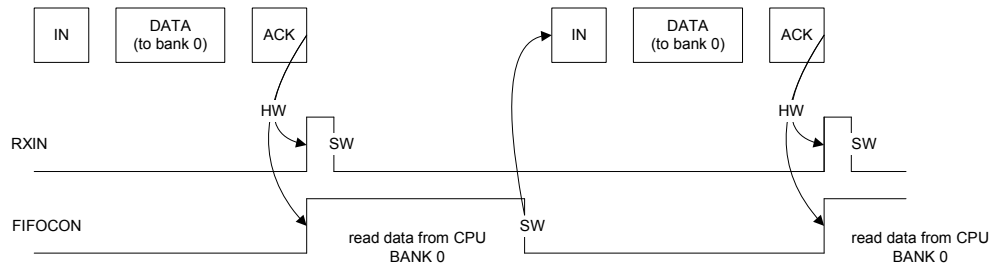 IN
DATA
(to bank 0)
ACK
IN
DATA
(to bank 0)
ACK
HW
HW
RXIN
SW
SW
FIFOCON
SW
read data from CPU
BANK 0
read data from CPU
BANK 0